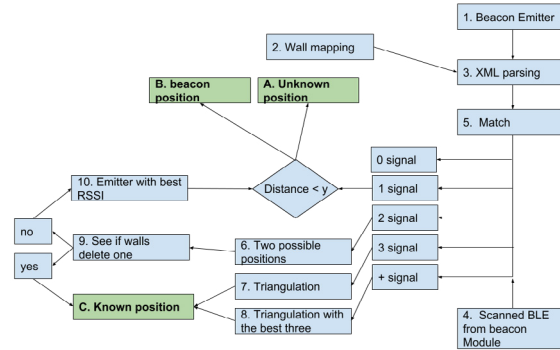 1. Beacon Emitter
2. Wall mapping
3. XML parsing
B. beacon
position
A. Unknown
position
5. Match
0 signal
10. Emitter with best
RSSI
Distance < y
1 signal
2 signal
no
9. See if walls
delete one
6. Two possible
positions
3 signal
yes
7. Triangulation
+ signal
C. Known position
8. Triangulation with
the best three
4. Scanned BLE
from beacon
Module